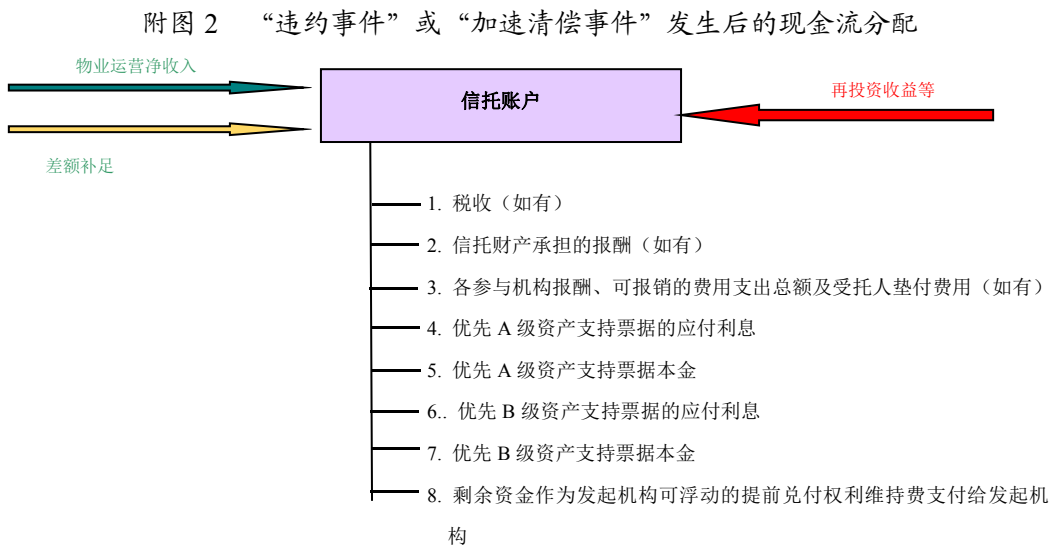 附图 2 “违约事件”或“加速清偿事件”发生后的现金流分配
物业运营净收入
信托账户
再投资收益等
差额补足
1. 税收（如有）
2. 信托财产承担的报酬（如有）
3. 各参与机构报酬、可报销的费用支出总额及受托人垫付费用（如有）
4. 优先 A 级资产支持票据的应付利息
5. 优先 A 级资产支持票据本金
6.. 优先 B 级资产支持票据的应付利息
7. 优先 B 级资产支持票据本金
8. 剩余资金作为发起机构可浮动的提前兑付权利维持费支付给发起机
构